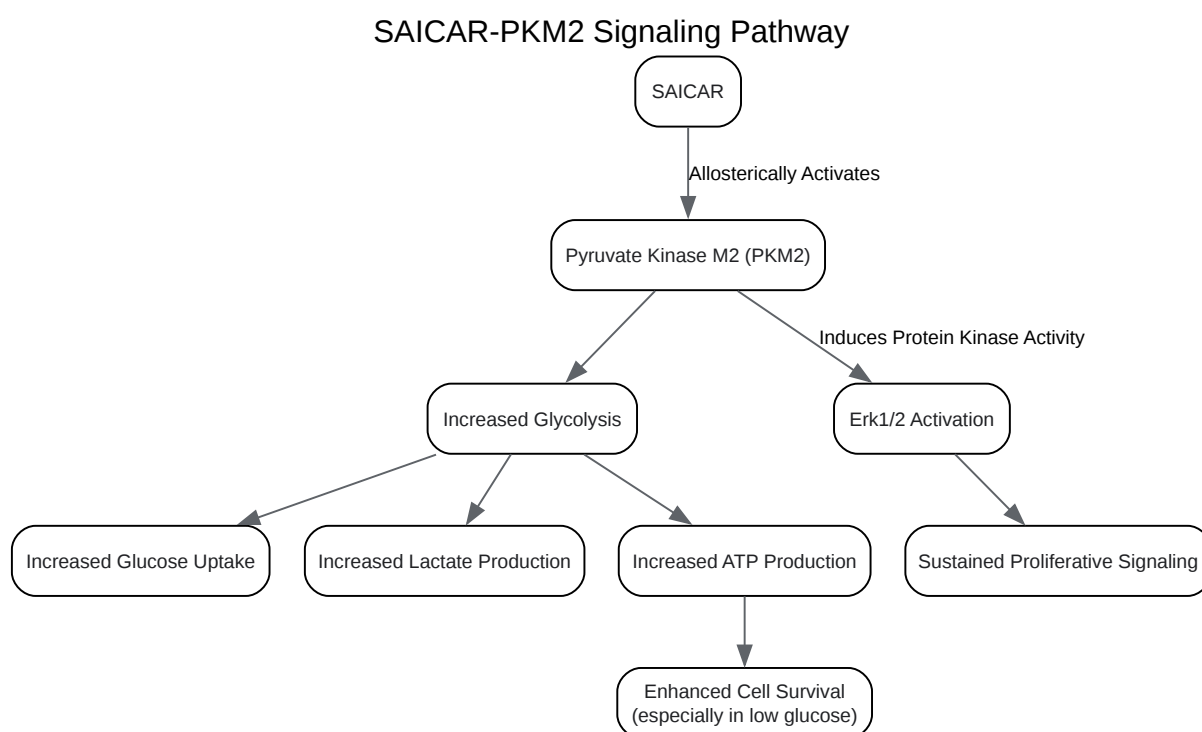 SAICAR-PKM2 Signaling Pathway
SAICAR
Allosterically Activates
Pyruvate Kinase M2 (PKM2)
Induces Protein Kinase Activity
Increased Glycolysis
Erk1/2 Activation
Increased Glucose Uptake
Increased Lactate Production
Increased ATP Production
Sustained Proliferative Signaling
Enhanced Cell Survival
(especially in low glucose)